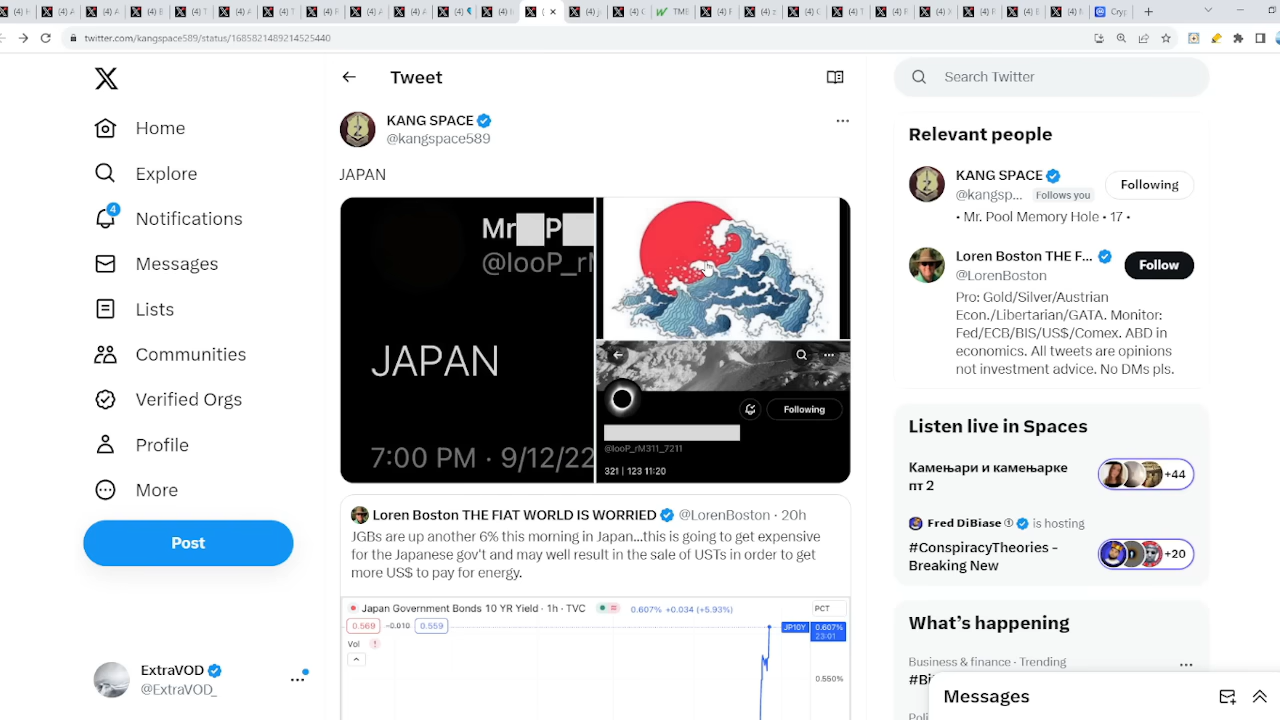 twitter.com/kangspace589/status/1685821489214525440
Home
Explore
4
Notifications
Messages
Lists
Communities
Verified Orgs
Profile
More
Post
ExtraVOD
@ExtraVOD_
Tweet
KANG SPACE
@kangspace589
JAPAN
Mr P
@looP_rM
JAPAN
7:00 PM · 9/12/22
Following
@looP_rM311_7211
321 | 123 11:20
Loren Boston THE FIAT WORLD IS WORRIED @LorenBoston · 20h
JGBs are up another 6% this morning in Japan...this is going to get expensive
for the Japanese gov't and may well result in the sale of USTs in order to get
more US$ to pay for energy.
Japan Government Bonds 10 YR Yield · 1h · TVC 0.607% +0.034 (+5.93%) PCT
0.569 −0.010 0.559
JP10Y 0.607%
23:01
Vol
0.550%
Search Twitter
Relevant people
KANG SPACE
@kangsp... Follows you
Following
• Mr. Pool Memory Hole • 17 •
Loren Boston THE F...
@LorenBoston
Follow
Pro: Gold/Silver/Austrian
Econ./Libertarian/GATA. Monitor:
Fed/ECB/BIS/US$/Comex. ABD in
economics. All tweets are opinions
not investment advice. No DMs pls.
Listen live in Spaces
Камењари и камењарке
пт 2
+44
Fred DiBiase is hosting
#ConspiracyTheories -
Breaking New
+20
What's happening
Business & finance · Trending
Messages